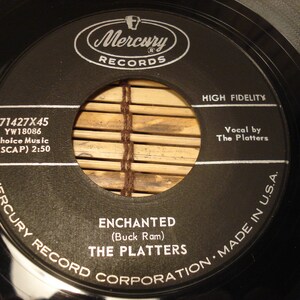 Mercury
RECORDS
HIGH FIDELITY
71427X45
YW18086
Choice Music
(ASCAP) 2:50
Vocal by
The Platters
ENCHANTED
(Buck Ram)
THE PLATTERS
MERCURY RECORD CORPORATION · MADE IN U.S.A.